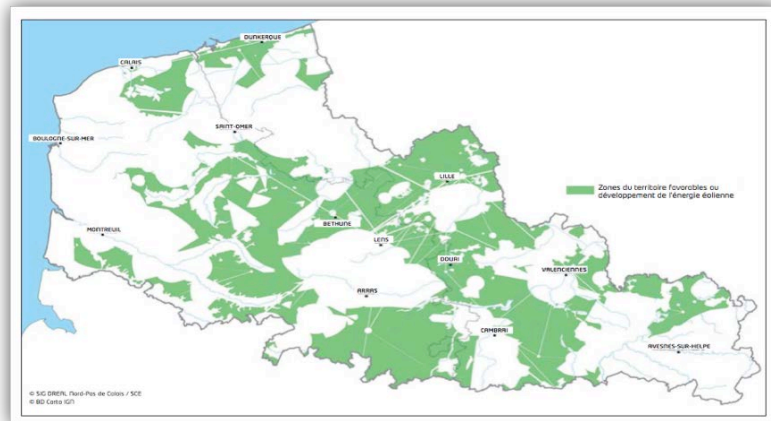 DUNKERQUE
CALAIS
SAINT-OMER
BOULOGNE-SUR-MER
LILLE
Zones du territoire favorables au
développement de l'énergie éolienne
BETHUNE
MONTREUIL
LENS
DOUAI
VALENCIENNES
ARRAS
CAMBRAI
AVESNES-SUR-HELPE
© SIG DREAL Nord-Pas de Calais / SCE
© BD Carto IGN